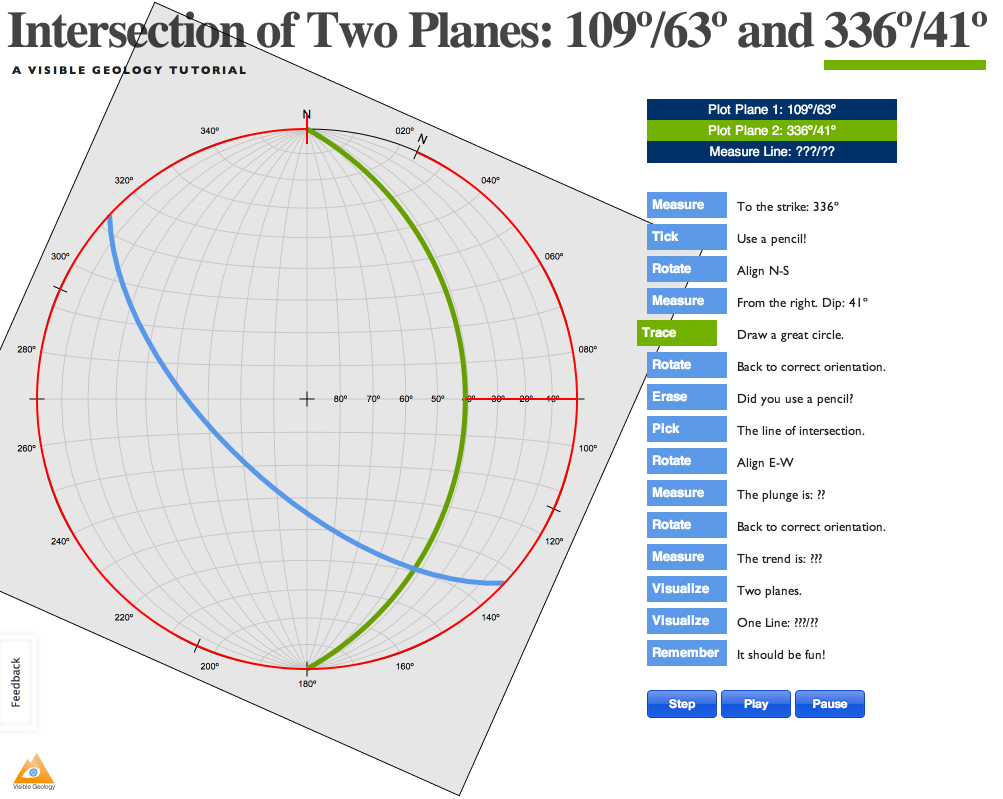 Intersection of Two Planes: 109º/63º and 336º/41º
A VISIBLE GEOLOGY TUTORIAL
Plot Plane 1: 109º/63º
Plot Plane 2: 336º/41º
Measure Line: ???/??
N
340º
020º
N
320º
040º
300º
060º
280º
080º
80º 70º 60º 50º 40º 30º 20º 10º
260º
100º
240º
120º
220º
140º
200º
160º
180º
Measure To the strike: 336º
Tick Use a pencil!
Rotate Align N-S
Measure From the right. Dip: 41º
Trace Draw a great circle.
Rotate Back to correct orientation.
Erase Did you use a pencil?
Pick The line of intersection.
Rotate Align E-W
Measure The plunge is: ??
Rotate Back to correct orientation.
Measure The trend is: ???
Visualize Two planes.
Visualize One Line: ???/??
Remember It should be fun!
Step Play Pause
Feedback
Visible Geology